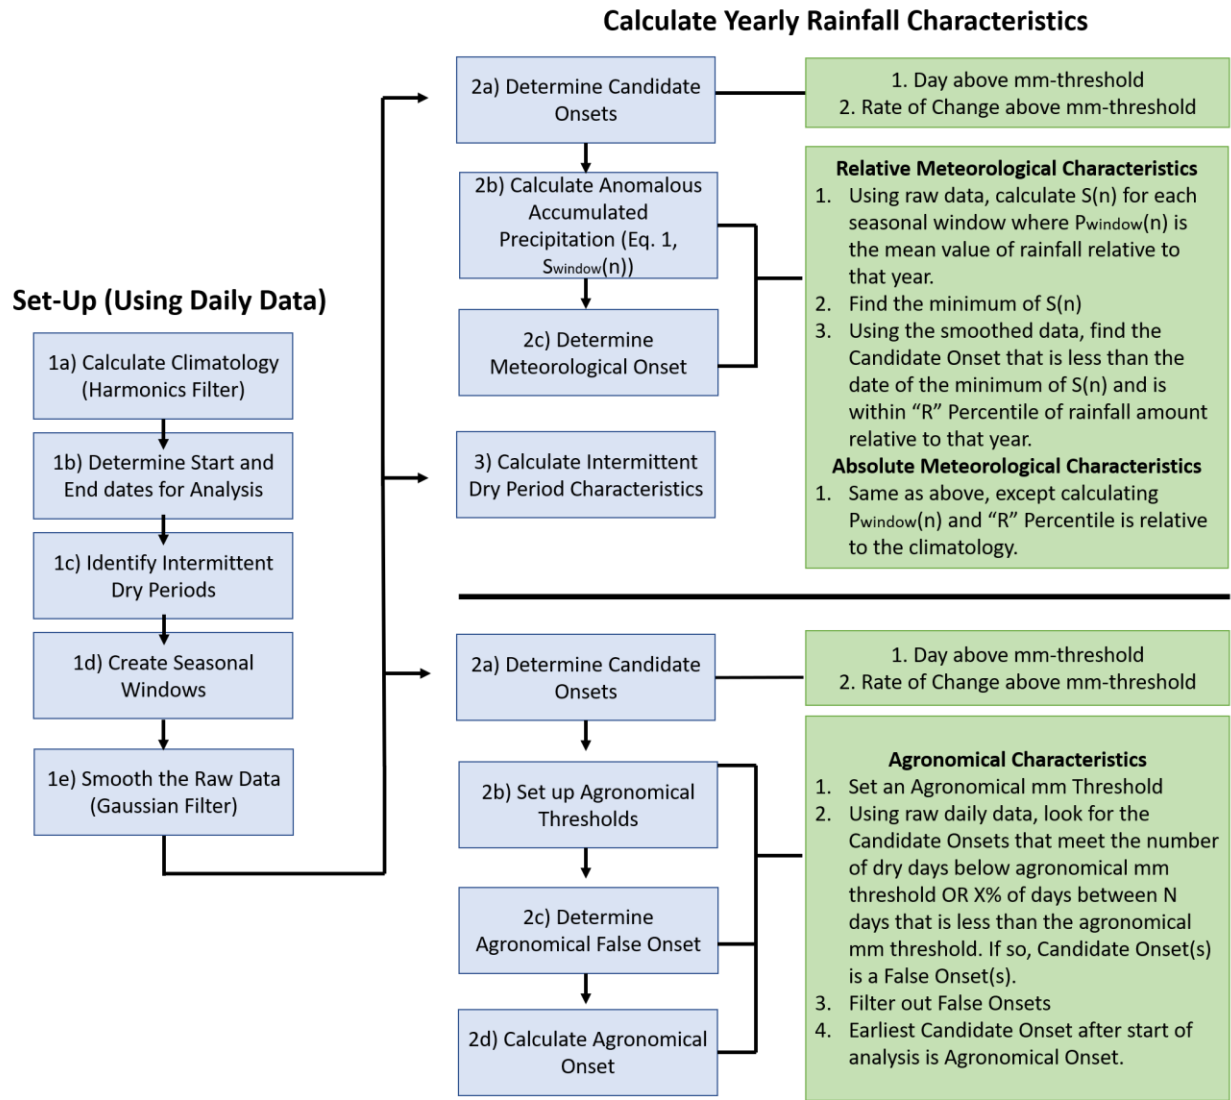 Calculate Yearly Rainfall Characteristics
Set-Up (Using Daily Data)
1a) Calculate Climatology
(Harmonics Filter)
1b) Determine Start and
End dates for Analysis
1c) Identify Intermittent
Dry Periods
1d) Create Seasonal
Windows
1e) Smooth the Raw Data
(Gaussian Filter)
2a) Determine Candidate
Onsets
1. Day above mm-threshold
2. Rate of Change above mm-threshold
2b) Calculate Anomalous
Accumulated
Precipitation (Eq. 1,
Swindow(n))
2c) Determine
Meteorological Onset
3) Calculate Intermittent
Dry Period Characteristics
Relative Meteorological Characteristics
1. Using raw data, calculate S(n) for each
seasonal window where Pwindow(n) is
the mean value of rainfall relative to
that year.
2. Find the minimum of S(n)
3. Using the smoothed data, find the
Candidate Onset that is less than the
date of the minimum of S(n) and is
within “R” Percentile of rainfall amount
relative to that year.
Absolute Meteorological Characteristics
1. Same as above, except calculating
Pwindow(n) and “R” Percentile is relative
to the climatology.
2a) Determine Candidate
Onsets
1. Day above mm-threshold
2. Rate of Change above mm-threshold
2b) Set up Agronomical
Thresholds
2c) Determine
Agronomical False Onset
2d) Calculate Agronomical
Onset
Agronomical Characteristics
1. Set an Agronomical mm Threshold
2. Using raw daily data, look for the
Candidate Onsets that meet the number
of dry days below agronomical mm
threshold OR X% of days between N
days that is less than the agronomical
mm threshold. If so, Candidate Onset(s)
is a False Onset(s).
3. Filter out False Onsets
4. Earliest Candidate Onset after start of
analysis is Agronomical Onset.